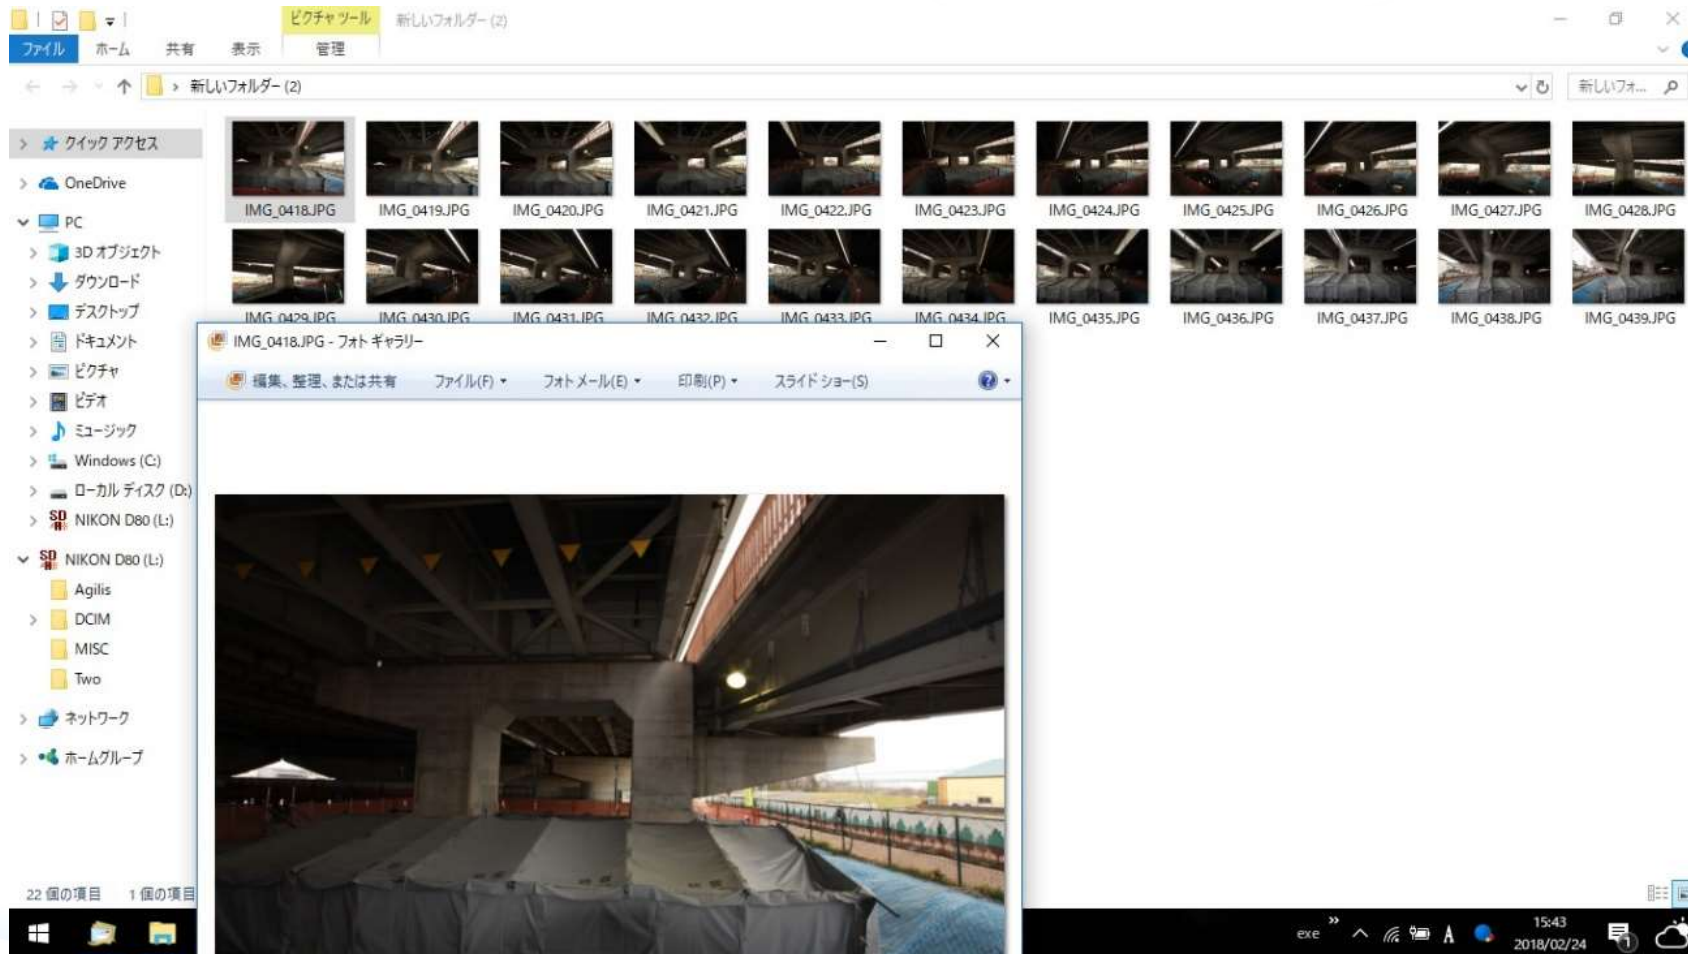 ピクチャ ツール 新しいフォルダー (2)
ファイル ホーム 共有 表示 管理
新しいフォルダー (2) 新しいフォ...
クイック アクセス
OneDrive
PC
3D オブジェクト
ダウンロード
デスクトップ
ドキュメント
ピクチャ
ビデオ
ミュージック
Windows (C:)
ローカル ディスク (D:)
NIKON D80 (L:)
NIKON D80 (L:)
Agilis
DCIM
MISC
Two
ネットワーク
ホームグループ
IMG_0418.JPG IMG_0419.JPG IMG_0420.JPG IMG_0421.JPG IMG_0422.JPG IMG_0423.JPG IMG_0424.JPG IMG_0425.JPG IMG_0426.JPG IMG_0427.JPG IMG_0428.JPG
IMG_0429.JPG IMG_0430.JPG IMG_0431.JPG IMG_0432.JPG IMG_0433.JPG IMG_0434.JPG IMG_0435.JPG IMG_0436.JPG IMG_0437.JPG IMG_0438.JPG IMG_0439.JPG
IMG_0418.JPG - フォト ギャラリー
編集、整理、または共有 ファイル(F) フォト メール(E) 印刷(P) スライド ショー(S)
22 個の項目 1 個の項目
exe A 15:43
2018/02/24 1